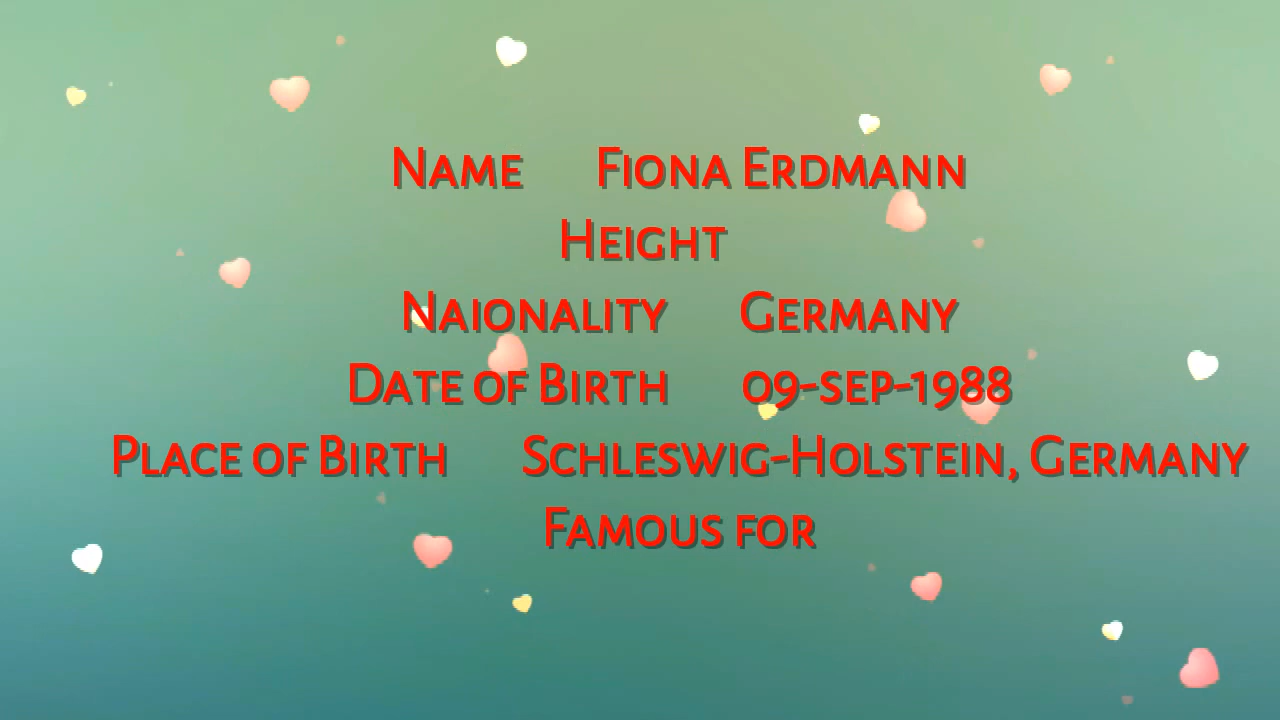 Name Fiona Erdmann
Height
Naionality Germany
Date of Birth 09-sep-1988
Place of Birth Schleswig-Holstein, Germany
Famous for